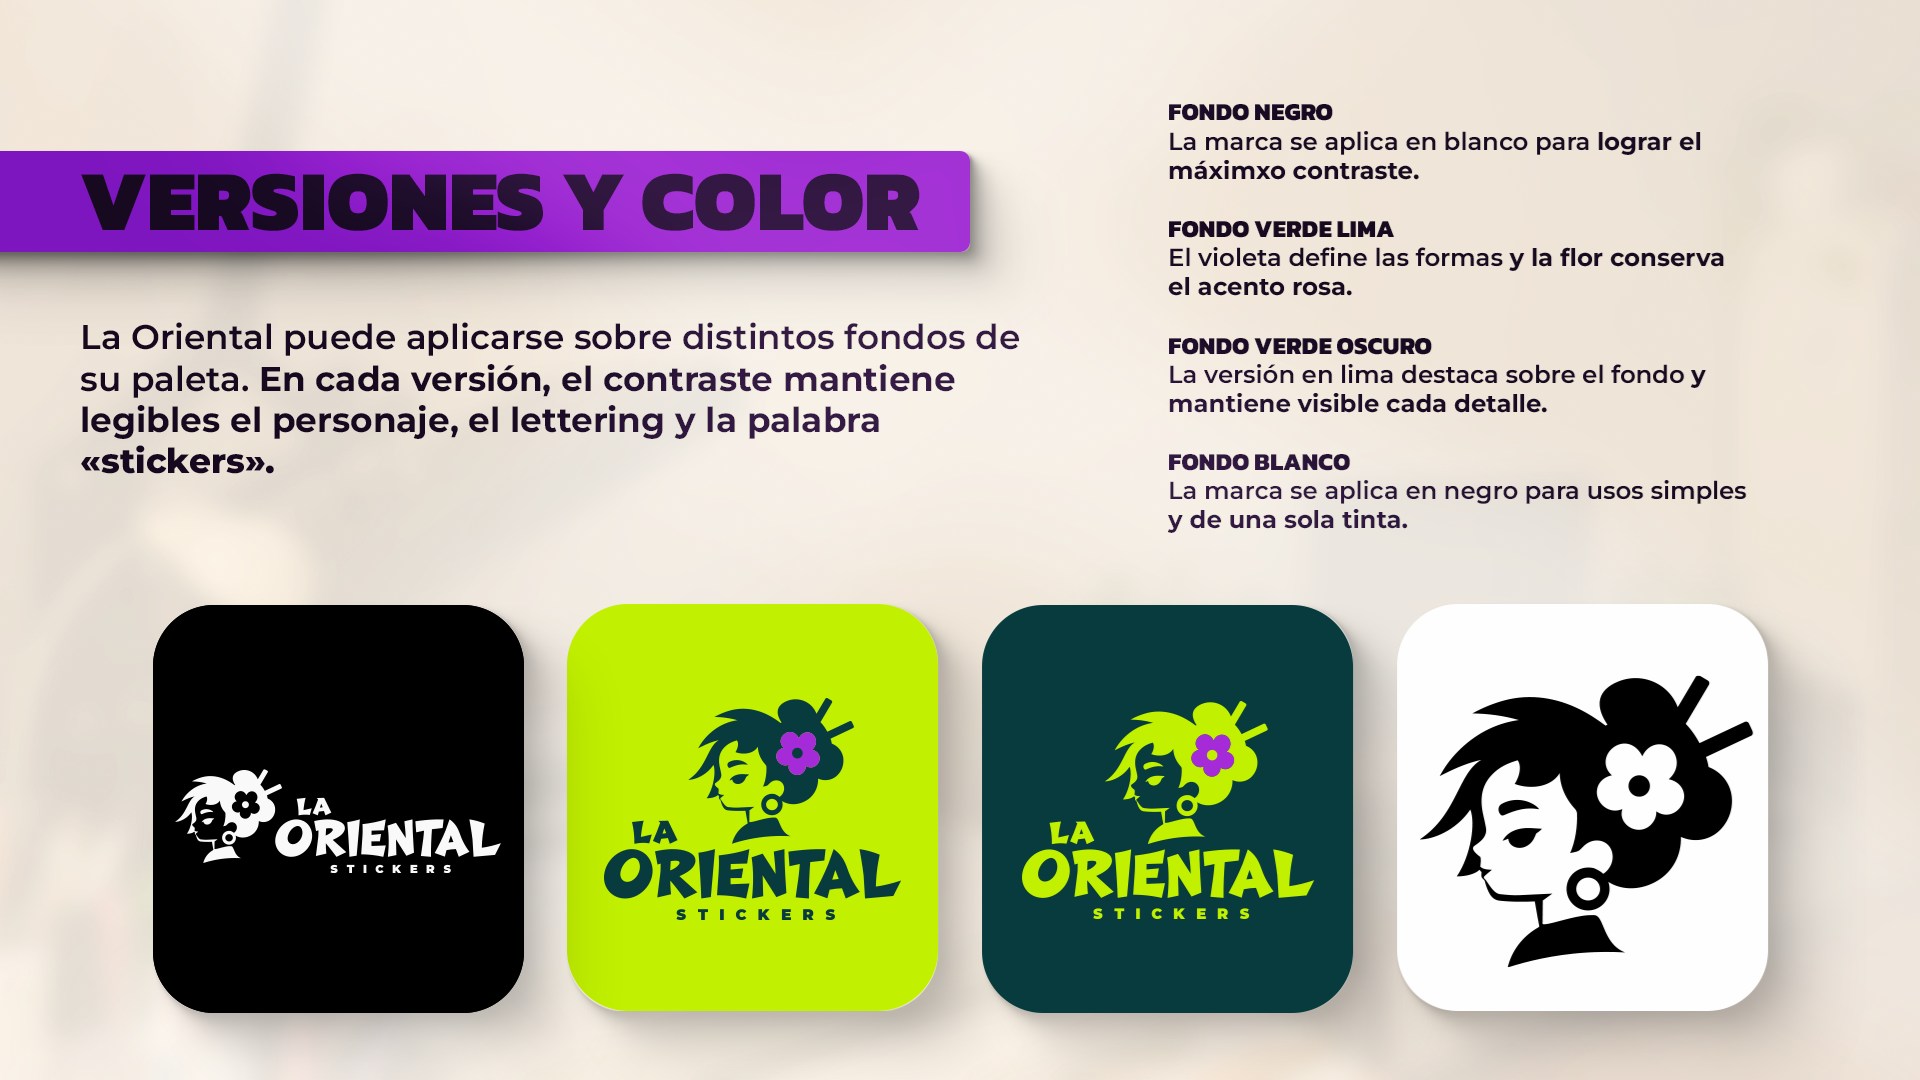 VERSIONES Y COLOR
La Oriental puede aplicarse sobre distintos fondos de
su paleta. En cada versión, el contraste mantiene
legibles el personaje, el lettering y la palabra
«stickers».
FONDO NEGRO
La marca se aplica en blanco para lograr el
máximxo contraste.
FONDO VERDE LIMA
El violeta define las formas y la flor conserva
el acento rosa.
FONDO VERDE OSCURO
La versión en lima destaca sobre el fondo y
mantiene visible cada detalle.
FONDO BLANCO
La marca se aplica en negro para usos simples
y de una sola tinta.
LA
ORIENTAL
STICKERS
LA
ORIENTAL
STICKERS
LA
ORIENTAL
STICKERS